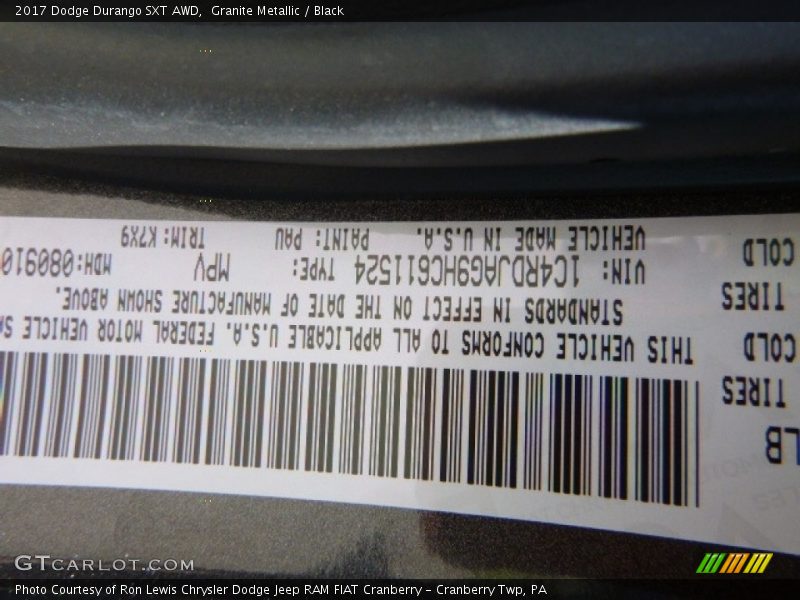 2017 Dodge Durango SXT AWD,  Granite Metallic / Black
LB
TIRES
COLD
TIRES
COLD
THIS VEHICLE CONFORMS TO ALL APPLICABLE U.S.A. FEDERAL MOTOR VEHICLE
STANDARDS IN EFFECT ON THE DATE OF MANUFACTURE SHOWN ABOVE.
VIN: 1C4RDJAG9HC611524 TYPE: MPV MDH: 080910
VEHICLE MADE IN U.S.A. PAINT: PAU TRIM: K7X9
GTCARLOT.COM
Photo Courtesy of Ron Lewis Chrysler Dodge Jeep RAM FIAT Cranberry – Cranberry Twp, PA